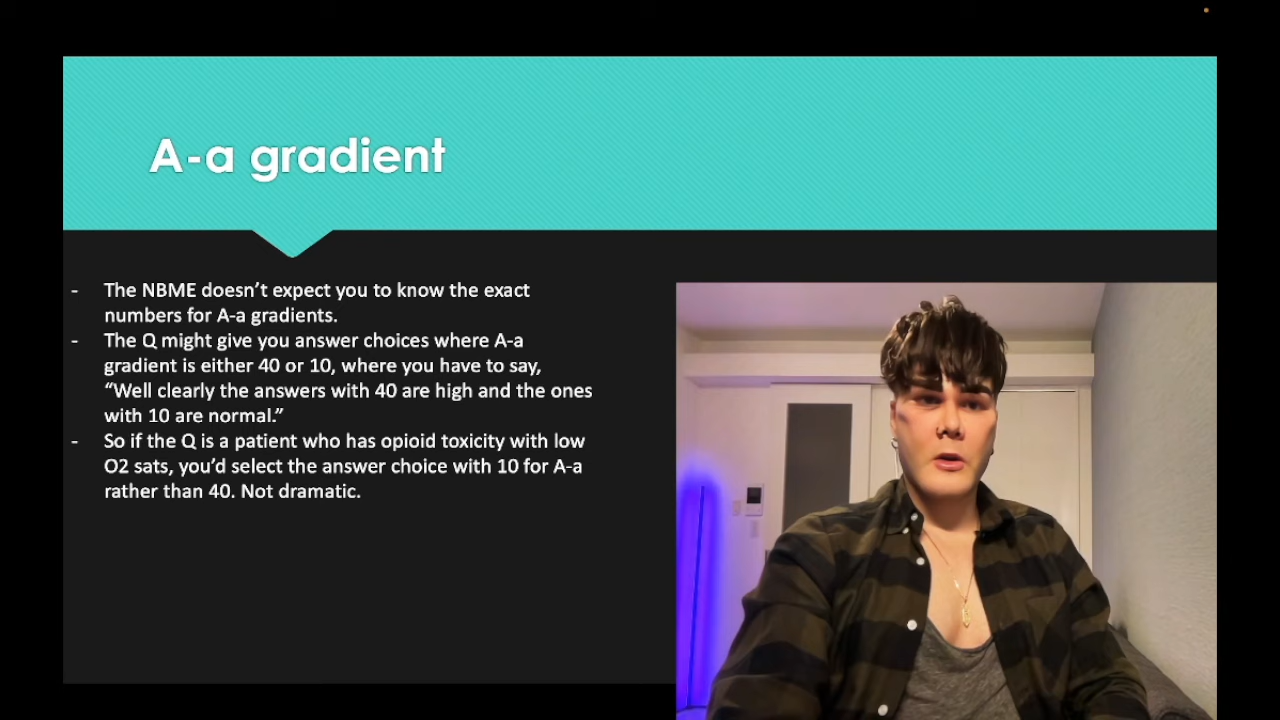 A-a gradient
- The NBME doesn’t expect you to know the exact
numbers for A-a gradients.
- The Q might give you answer choices where A-a
gradient is either 40 or 10, where you have to say,
“Well clearly the answers with 40 are high and the ones
with 10 are normal.”
- So if the Q is a patient who has opioid toxicity with low
O2 sats, you’d select the answer choice with 10 for A-a
rather than 40. Not dramatic.